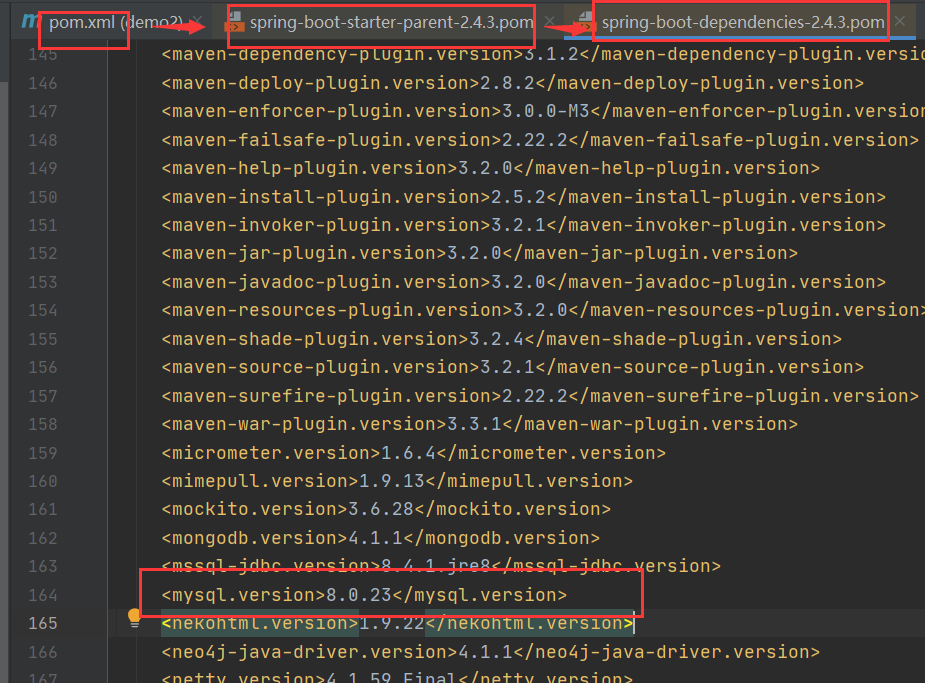 pom.xml (demo2) spring-boot-starter-parent-2.4.3.pom spring-boot-dependencies-2.4.3.pom
145 <maven-dependency-plugin.version>3.1.2</maven-dependency-plugin.versio
146 <maven-deploy-plugin.version>2.8.2</maven-deploy-plugin.version>
147 <maven-enforcer-plugin.version>3.0.0-M3</maven-enforcer-plugin.version
148 <maven-failsafe-plugin.version>2.22.2</maven-failsafe-plugin.version>
149 <maven-help-plugin.version>3.2.0</maven-help-plugin.version>
150 <maven-install-plugin.version>2.5.2</maven-install-plugin.version>
151 <maven-invoker-plugin.version>3.2.1</maven-invoker-plugin.version>
152 <maven-jar-plugin.version>3.2.0</maven-jar-plugin.version>
153 <maven-javadoc-plugin.version>3.2.0</maven-javadoc-plugin.version>
154 <maven-resources-plugin.version>3.2.0</maven-resources-plugin.version>
155 <maven-shade-plugin.version>3.2.4</maven-shade-plugin.version>
156 <maven-source-plugin.version>3.2.1</maven-source-plugin.version>
157 <maven-surefire-plugin.version>2.22.2</maven-surefire-plugin.version>
158 <maven-war-plugin.version>3.3.1</maven-war-plugin.version>
159 <micrometer.version>1.6.4</micrometer.version>
160 <mimepull.version>1.9.13</mimepull.version>
161 <mockito.version>3.6.28</mockito.version>
162 <mongodb.version>4.1.1</mongodb.version>
163 <mssql-jdbc.version>8.4.1.jre8</mssql-jdbc.version>
164 <mysql.version>8.0.23</mysql.version>
165 <nekohtml.version>1.9.22</nekohtml.version>
166 <neo4j-java-driver.version>4.1.1</neo4j-java-driver.version>
167 <netty.version>4.1.59.Final</netty.version>